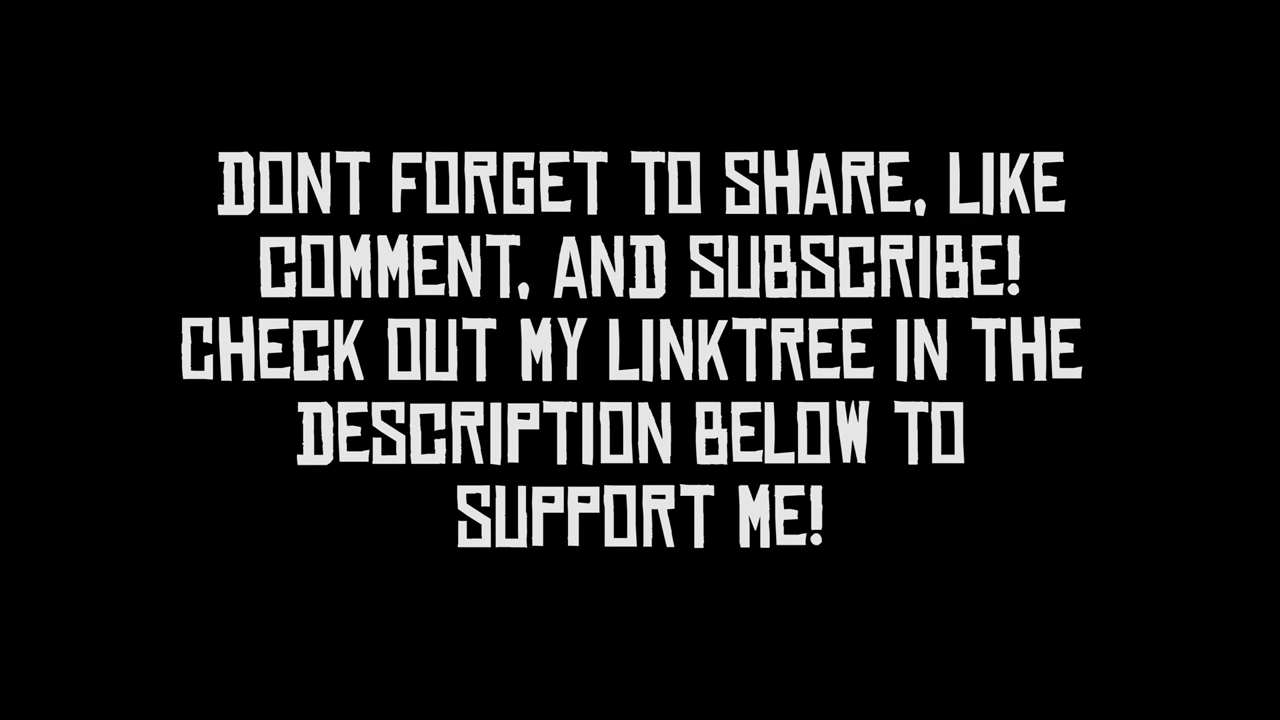 DONT FORGET TO SHARE, LIKE
COMMENT, AND SUBSCRIBE!
CHECK OUT MY LINKTREE IN THE
DESCRIPTION BELOW TO
SUPPORT ME!